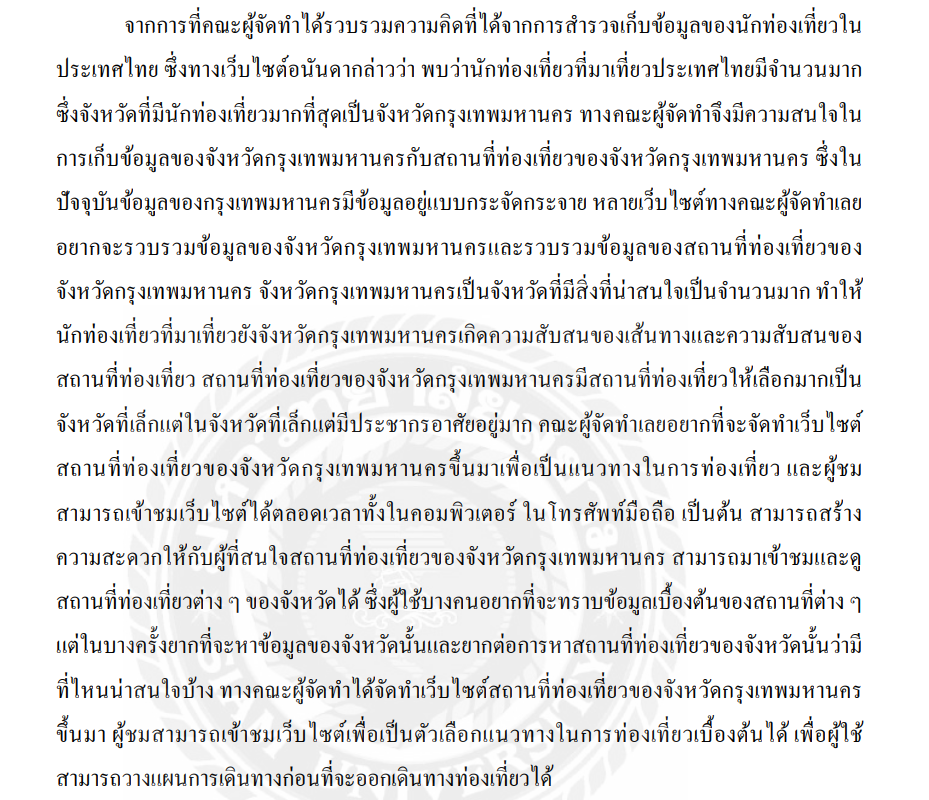 จากการที่คณะผู้จัดทำได้รวบรวมความคิดที่ได้จากการสำรวจเก็บข้อมูลของนักท่องเที่ยวใน
ประเทศไทย ซึ่งทางเว็บไซต์อนันดากล่าวว่า พบว่านักท่องเที่ยวที่มาเที่ยวประเทศไทยมีจำนวนมาก
ซึ่งจังหวัดที่มีนักท่องเที่ยวมากที่สุดเป็นจังหวัดกรุงเทพมหานคร ทางคณะผู้จัดทำจึงมีความสนใจใน
การเก็บข้อมูลของจังหวัดกรุงเทพมหานครกับสถานที่ท่องเที่ยวของจังหวัดกรุงเทพมหานคร ซึ่งใน
ปัจจุบันข้อมูลของกรุงเทพมหานครมีข้อมูลอยู่แบบกระจัดกระจาย หลายเว็บไซต์ทางคณะผู้จัดทำเลย
อยากจะรวบรวมข้อมูลของจังหวัดกรุงเทพมหานครและรวบรวมข้อมูลของสถานที่ท่องเที่ยวของ
จังหวัดกรุงเทพมหานคร จังหวัดกรุงเทพมหานครเป็นจังหวัดที่มีสิ่งที่น่าสนใจเป็นจำนวนมาก ทำให้
นักท่องเที่ยวที่มาเที่ยวยังจังหวัดกรุงเทพมหานครเกิดความสับสนของเส้นทางและความสับสนของ
สถานที่ท่องเที่ยว สถานที่ท่องเที่ยวของจังหวัดกรุงเทพมหานครมีสถานที่ท่องเที่ยวให้เลือกมากเป็น
จังหวัดที่เล็กแต่ในจังหวัดที่เล็กแต่มีประชากรอาศัยอยู่มาก คณะผู้จัดทำเลยอยากที่จะจัดทำเว็บไซต์
สถานที่ท่องเที่ยวของจังหวัดกรุงเทพมหานครขึ้นมาเพื่อเป็นแนวทางในการท่องเที่ยว และผู้ชม
สามารถเข้าชมเว็บไซต์ได้ตลอดเวลาทั้งในคอมพิวเตอร์ ในโทรศัพท์มือถือ เป็นต้น สามารถสร้าง
ความสะดวกให้กับผู้ที่สนใจสถานที่ท่องเที่ยวของจังหวัดกรุงเทพมหานคร สามารถมาเข้าชมและดู
สถานที่ท่องเที่ยวต่าง ๆ ของจังหวัดได้ ซึ่งผู้ใช้บางคนอยากที่จะทราบข้อมูลเบื้องต้นของสถานที่ต่าง ๆ
แต่ในบางครั้งยากที่จะหาข้อมูลของจังหวัดนั้นและยากต่อการหาสถานที่ท่องเที่ยวของจังหวัดนั้นว่ามี
ที่ไหนน่าสนใจบ้าง ทางคณะผู้จัดทำได้จัดทำเว็บไซต์สถานที่ท่องเที่ยวของจังหวัดกรุงเทพมหานคร
ขึ้นมา ผู้ชมสามารถเข้าชมเว็บไซต์เพื่อเป็นตัวเลือกแนวทางในการท่องเที่ยวเบื้องต้นได้ เพื่อผู้ใช้
สามารถวางแผนการเดินทางก่อนที่จะออกเดินทางท่องเที่ยวได้